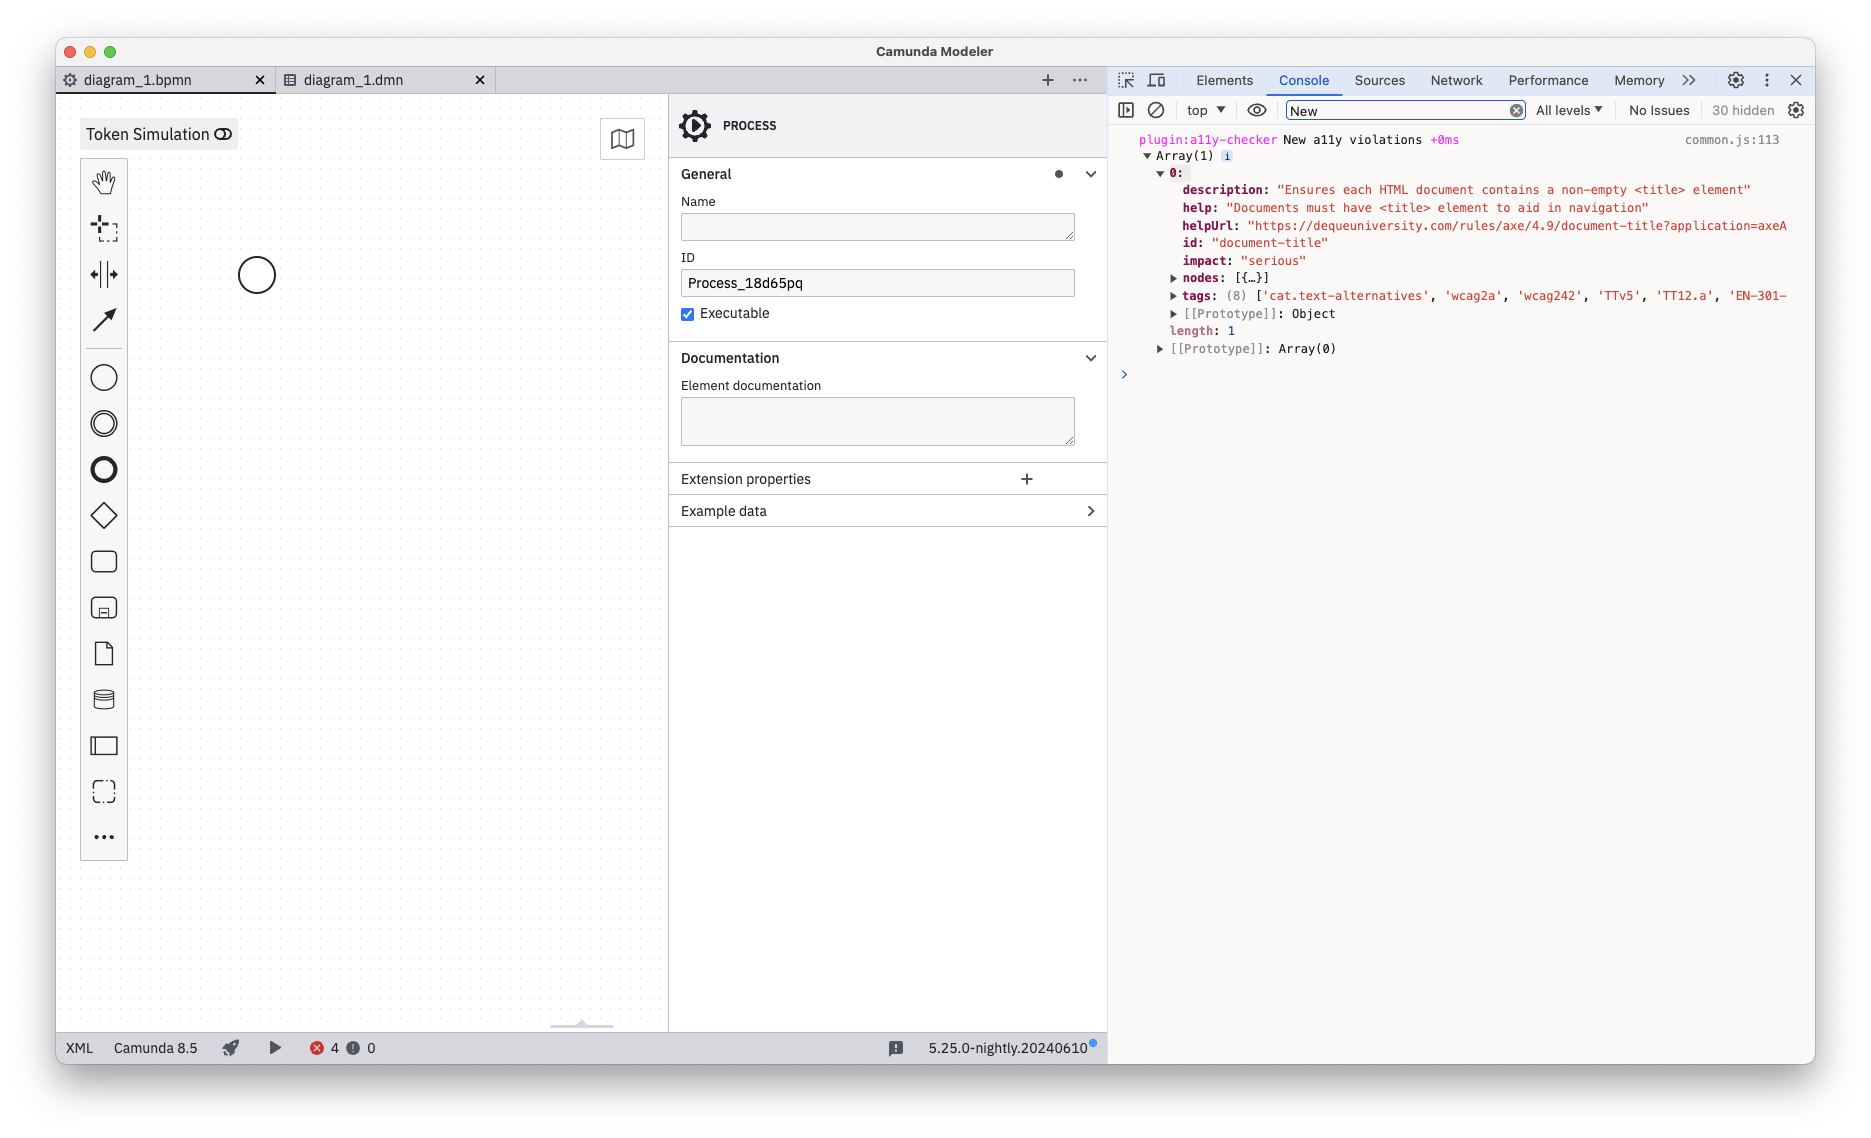 Camunda Modeler
diagram_1.bpmn
diagram_1.dmn
Token Simulation
PROCESS
General
Name
ID
Process_18d65pq
Executable
Documentation
Element documentation
Extension properties
Example data
XML Camunda 8.5 4 0 5.25.0-nightly.20240610
Elements Console Sources Network Performance Memory
top New All levels No Issues 30 hidden
plugin:a11y-checker New a11y violations +0ms common.js:113
Array(1) i
0:
description: "Ensures each HTML document contains a non-empty <title> element"
help: "Documents must have <title> element to aid in navigation"
helpUrl: "https://dequeuniversity.com/rules/axe/4.9/document-title?application=axeA
id: "document-title"
impact: "serious"
nodes: [{…}]
tags: (8) ['cat.text-alternatives', 'wcag2a', 'wcag242', 'TTv5', 'TT12.a', 'EN-301-
[[Prototype]]: Object
length: 1
[[Prototype]]: Array(0)